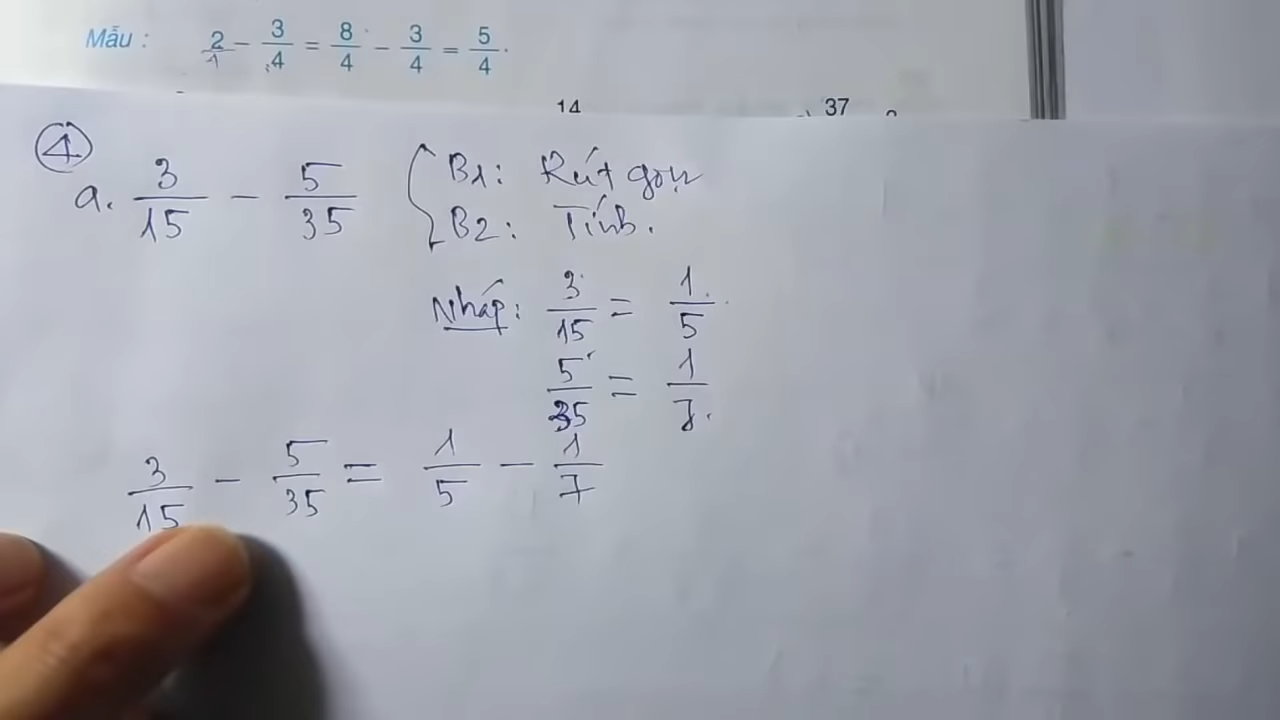 Mẫu : 2/1 - 3/4 = 8/4 - 3/4 = 5/4.
14 37
4
a. 3/15 - 5/35 { B1: Rút gọn
B2: Tính.
Nháp: 3/15 = 1/5
5/35 = 1/7.
3/15 - 5/35 = 1/5 - 1/7